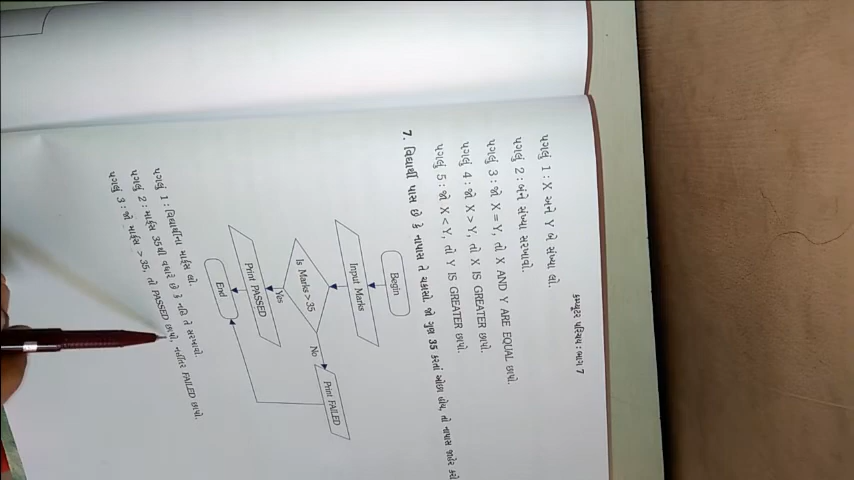 કમ્પ્યુટર પરિચય : ભાગ 7
પગલું 1 : X અને Y બે સંખ્યા લો.
પગલું 2 : બંને સંખ્યા સરખાવો.
પગલું 3 : જો X = Y, તો X AND Y ARE EQUAL છાપો.
પગલું 4 : જો X > Y, તો X IS GREATER છાપો.
પગલું 5 : જો X < Y, તો Y IS GREATER છાપો.
7. વિદ્યાર્થી પાસ છે કે નાપાસ તે ચકાસો. જો ગુણ 35 કરતાં ઓછા હોય, તો નાપાસ જાહેર કરો
Begin
Input Marks
Is Marks > 35
No
Print FAILED
Yes
Print PASSED
End
પગલું 1 : વિદ્યાર્થીના માર્ક્સ લો.
પગલું 2 : માર્ક્સ 35થી વધારે છે કે નહિ તે સરખાવો.
પગલું 3 : જો માર્ક્સ > 35, તો PASSED છાપો, નહીંતર FAILED છાપો.